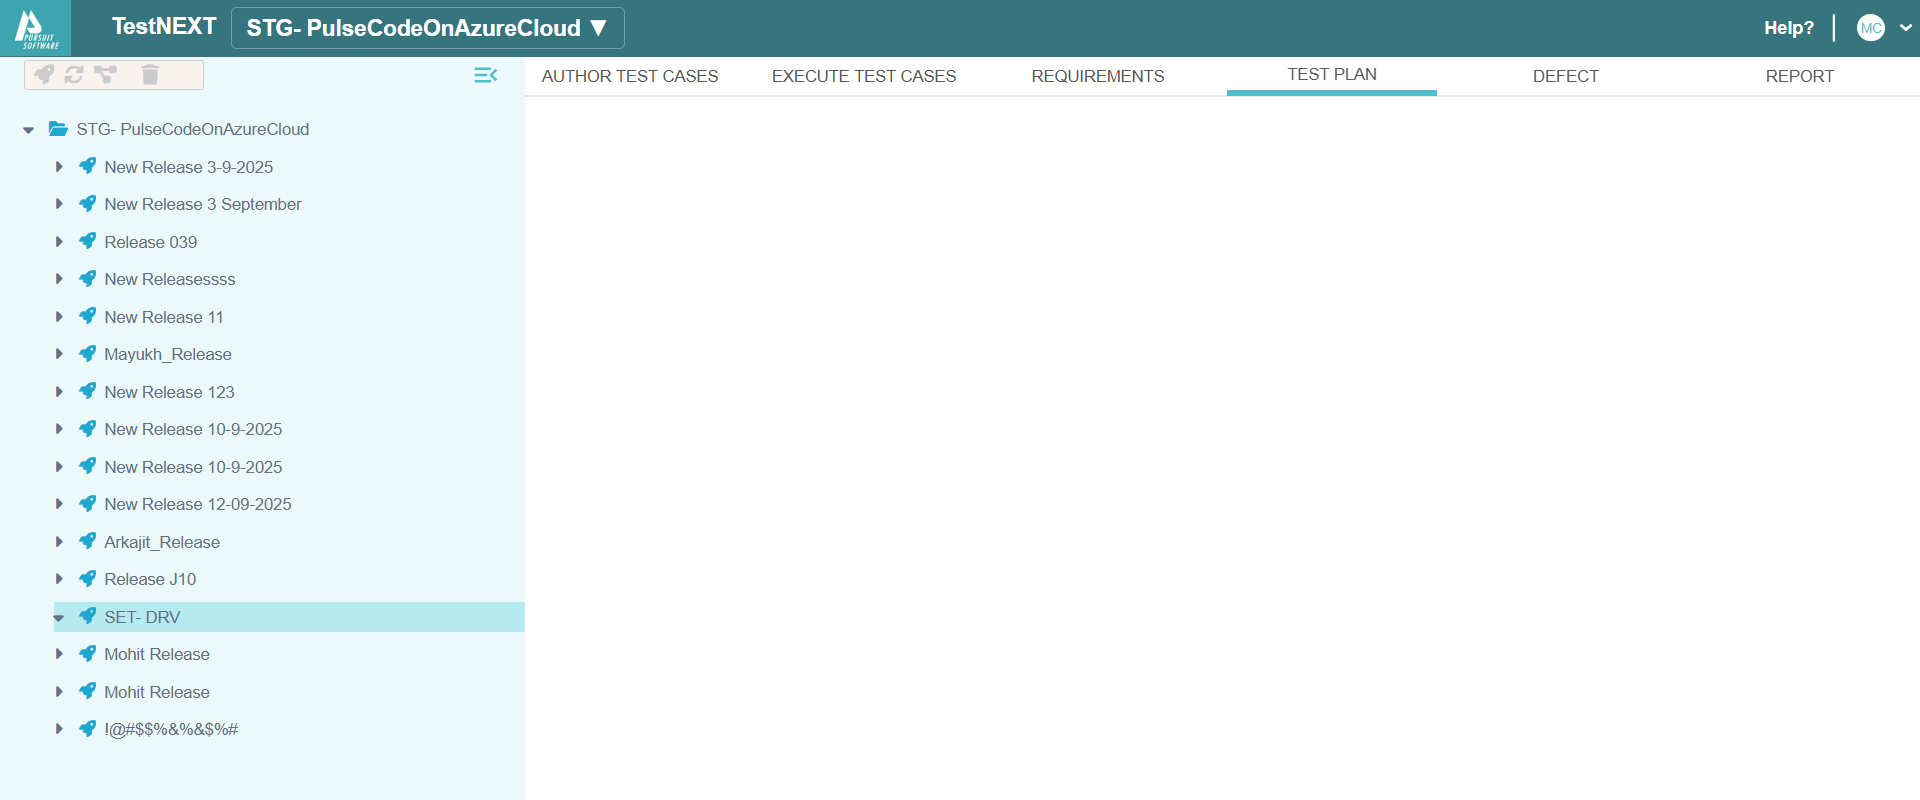 PURSUIT
SOFTWARE
TestNEXT
STG- PulseCodeOnAzureCloud ▼
Help?
MC
AUTHOR TEST CASES
EXECUTE TEST CASES
REQUIREMENTS
TEST PLAN
DEFECT
REPORT
STG- PulseCodeOnAzureCloud
New Release 3-9-2025
New Release 3 September
Release 039
New Releasessss
New Release 11
Mayukh_Release
New Release 123
New Release 10-9-2025
New Release 10-9-2025
New Release 12-09-2025
Arkajit_Release
Release J10
SET- DRV
Mohit Release
Mohit Release
!@#$$%&%&$%#